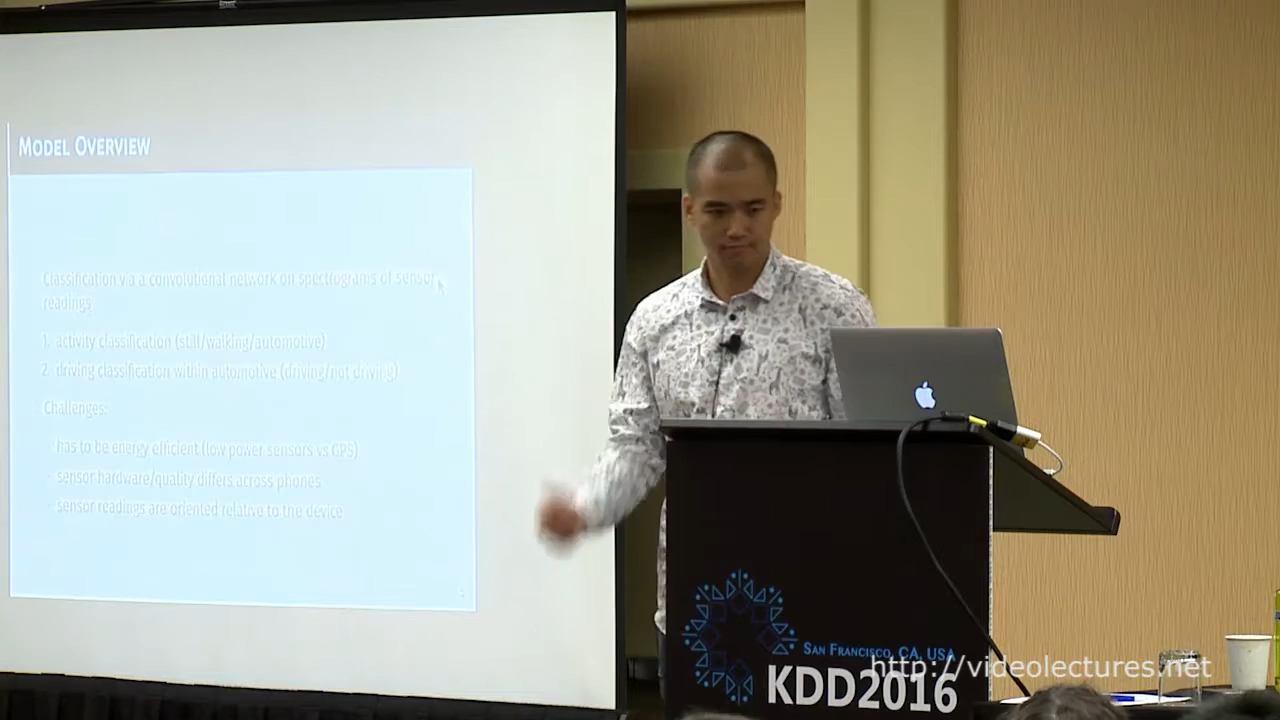 MODEL OVERVIEW
Classification via a convolutional network on spectrograms of sensor
readings
1. activity classification (still/walking/automotive)
2. driving classification within automotive (driving/not driving)
Challenges:
- has to be energy efficient (low power sensors vs GPS)
- sensor hardware/quality differs across phones
- sensor readings are oriented relative to the device
SAN FRANCISCO, CA, USA
KDD2016
http://videolectures.net